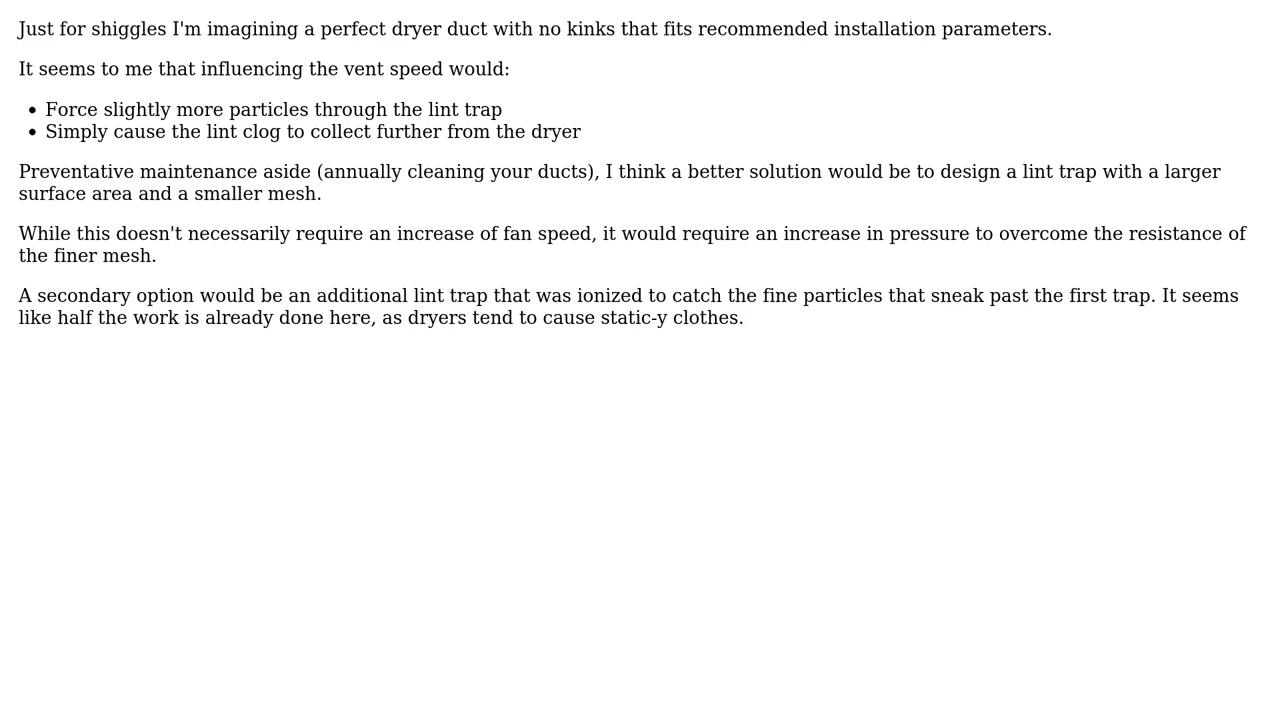 Just for shiggles I'm imagining a perfect dryer duct with no kinks that fits recommended installation parameters.
It seems to me that influencing the vent speed would:
• Force slightly more particles through the lint trap
• Simply cause the lint clog to collect further from the dryer
Preventative maintenance aside (annually cleaning your ducts), I think a better solution would be to design a lint trap with a larger
surface area and a smaller mesh.
While this doesn't necessarily require an increase of fan speed, it would require an increase in pressure to overcome the resistance of
the finer mesh.
A secondary option would be an additional lint trap that was ionized to catch the fine particles that sneak past the first trap. It seems
like half the work is already done here, as dryers tend to cause static-y clothes.